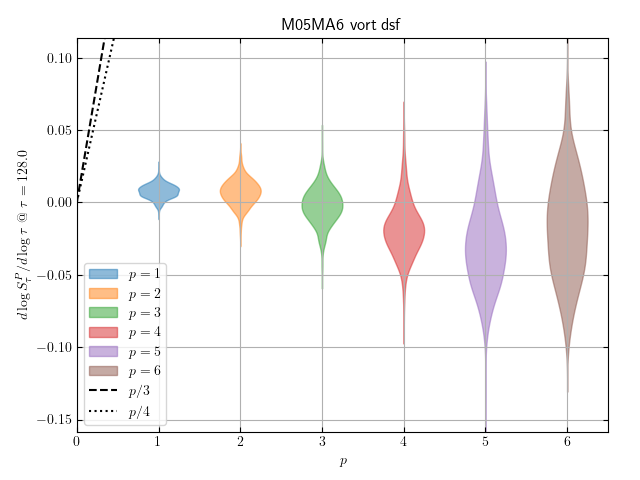 M05MA6 vort dsf
d log S_τ^P / d log τ @ τ = 128.0
0.10
0.05
0.00
−0.05
−0.10
−0.15
p = 1
p = 2
p = 3
p = 4
p = 5
p = 6
p/3
p/4
0 1 2 3 4 5 6
p